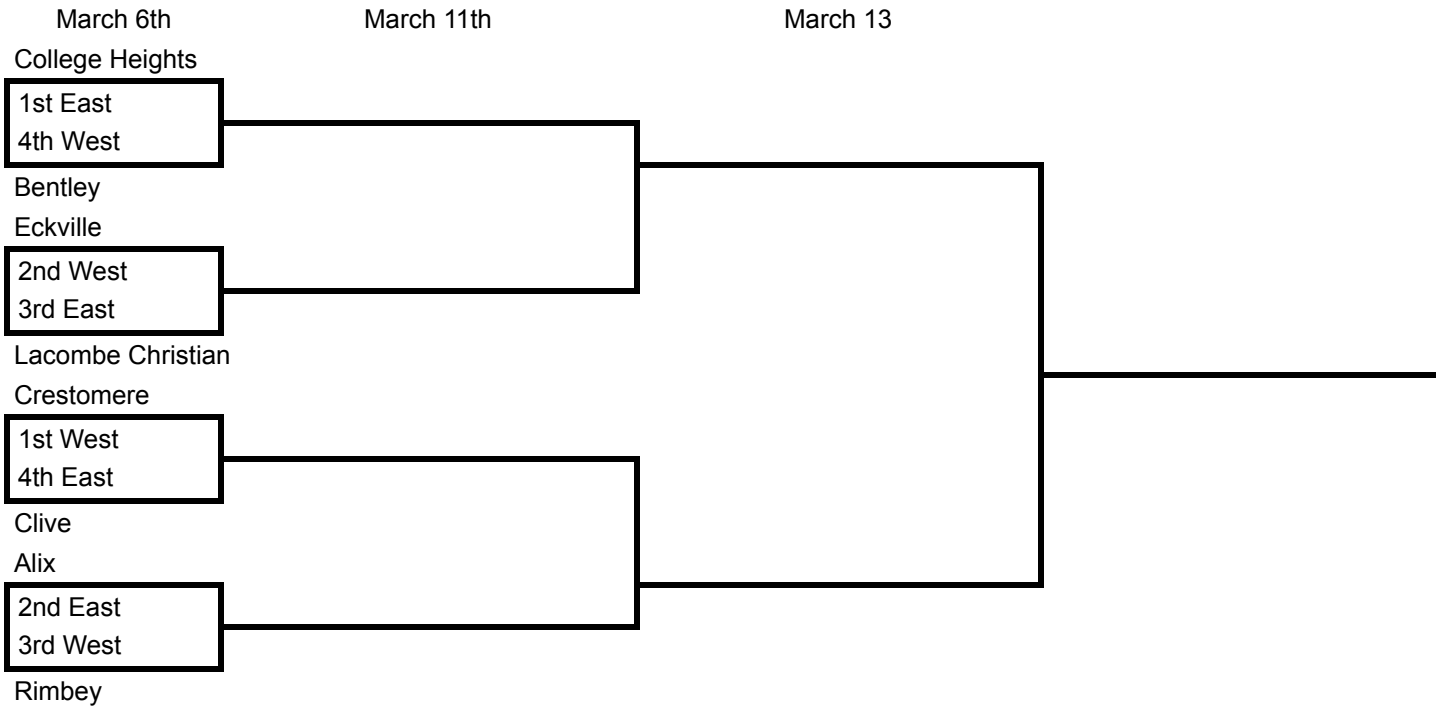 March 6th March 11th March 13
College Heights
1st East
4th West
Bentley
Eckville
2nd West
3rd East
Lacombe Christian
Crestomere
1st West
4th East
Clive
Alix
2nd East
3rd West
Rimbey